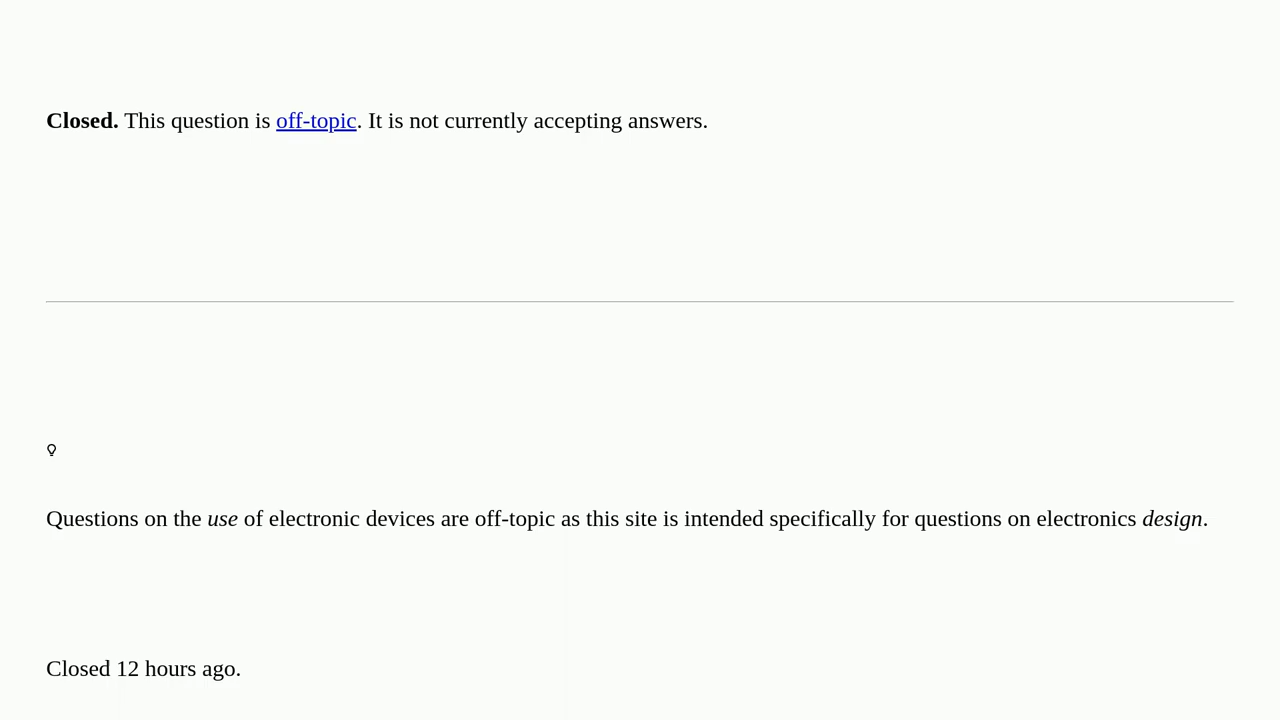 Closed. This question is off-topic. It is not currently accepting answers.
Questions on the use of electronic devices are off-topic as this site is intended specifically for questions on electronics design.
Closed 12 hours ago.